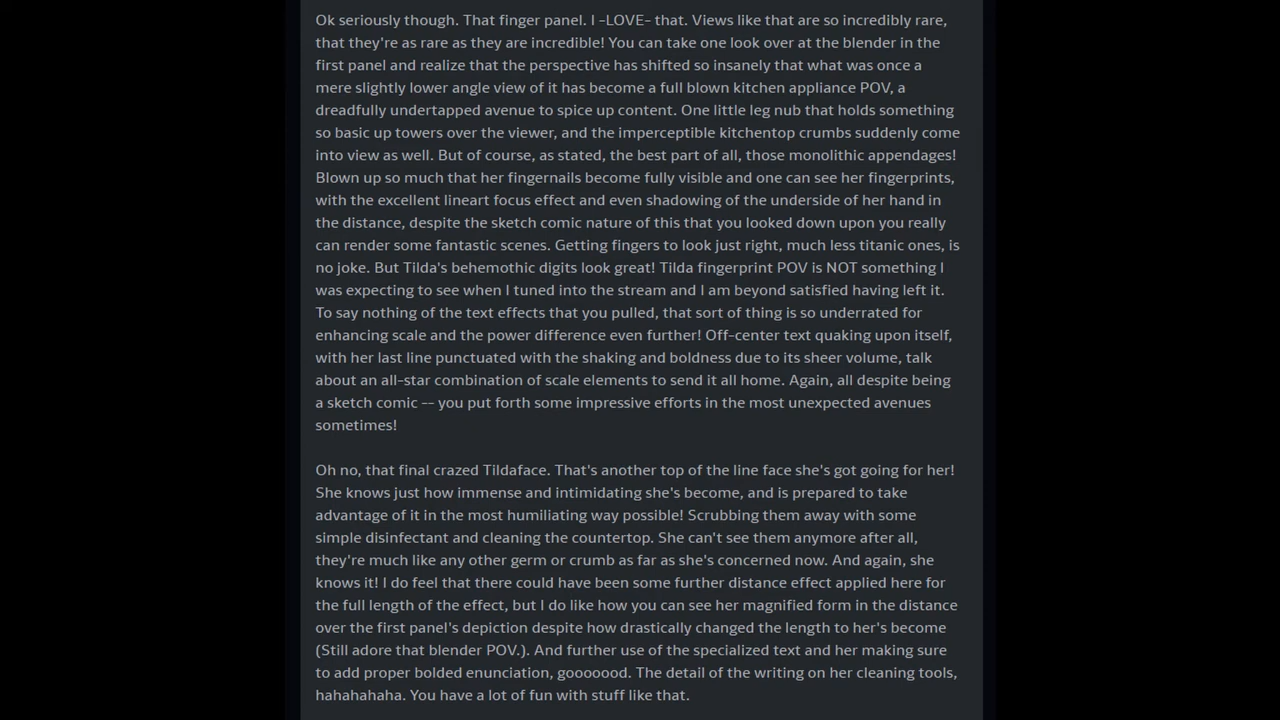 Ok seriously though. That finger panel. I -LOVE- that. Views like that are so incredibly rare,
that they're as rare as they are incredible! You can take one look over at the blender in the
first panel and realize that the perspective has shifted so insanely that what was once a
mere slightly lower angle view of it has become a full blown kitchen appliance POV, a
dreadfully undertapped avenue to spice up content. One little leg nub that holds something
so basic up towers over the viewer, and the imperceptible kitchentop crumbs suddenly come
into view as well. But of course, as stated, the best part of all, those monolithic appendages!
Blown up so much that her fingernails become fully visible and one can see her fingerprints,
with the excellent lineart focus effect and even shadowing of the underside of her hand in
the distance, despite the sketch comic nature of this that you looked down upon you really
can render some fantastic scenes. Getting fingers to look just right, much less titanic ones, is
no joke. But Tilda's behemothic digits look great! Tilda fingerprint POV is NOT something I
was expecting to see when I tuned into the stream and I am beyond satisfied having left it.
To say nothing of the text effects that you pulled, that sort of thing is so underrated for
enhancing scale and the power difference even further! Off-center text quaking upon itself,
with her last line punctuated with the shaking and boldness due to its sheer volume, talk
about an all-star combination of scale elements to send it all home. Again, all despite being
a sketch comic -- you put forth some impressive efforts in the most unexpected avenues
sometimes!
Oh no, that final crazed Tildaface. That's another top of the line face she's got going for her!
She knows just how immense and intimidating she's become, and is prepared to take
advantage of it in the most humiliating way possible! Scrubbing them away with some
simple disinfectant and cleaning the countertop. She can't see them anymore after all,
they're much like any other germ or crumb as far as she's concerned now. And again, she
knows it! I do feel that there could have been some further distance effect applied here for
the full length of the effect, but I do like how you can see her magnified form in the distance
over the first panel's depiction despite how drastically changed the length to her's become
(Still adore that blender POV.). And further use of the specialized text and her making sure
to add proper bolded enunciation, gooooood. The detail of the writing on her cleaning tools,
hahahahaha. You have a lot of fun with stuff like that.